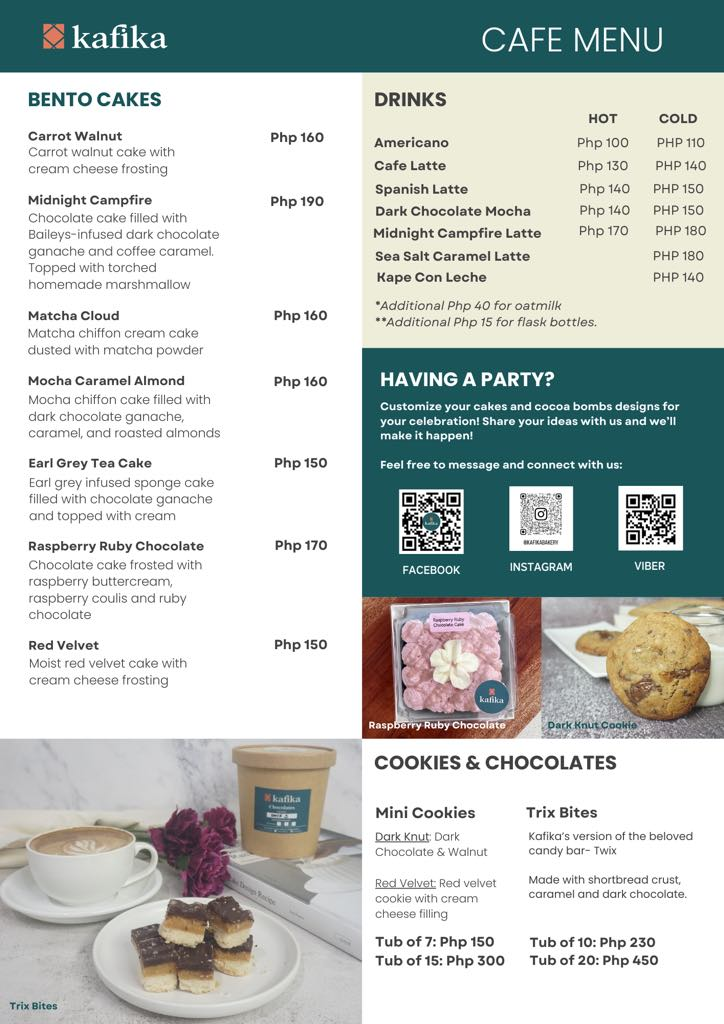 kafika
CAFE MENU
BENTO CAKES
Carrot Walnut Php 160
Carrot walnut cake with
cream cheese frosting
Midnight Campfire Php 190
Chocolate cake filled with
Baileys-infused dark chocolate
ganache and coffee caramel.
Topped with torched
homemade marshmallow
Matcha Cloud Php 160
Matcha chiffon cream cake
dusted with matcha powder
Mocha Caramel Almond Php 160
Mocha chiffon cake filled with
dark chocolate ganache,
caramel, and roasted almonds
Earl Grey Tea Cake Php 150
Earl grey infused sponge cake
filled with chocolate ganache
and topped with cream
Raspberry Ruby Chocolate Php 170
Chocolate cake frosted with
raspberry buttercream,
raspberry coulis and ruby
chocolate
Red Velvet Php 150
Moist red velvet cake with
cream cheese frosting
DRINKS
HOT COLD
Americano Php 100 PHP 110
Cafe Latte Php 130 PHP 140
Spanish Latte Php 140 PHP 150
Dark Chocolate Mocha Php 140 PHP 150
Midnight Campfire Latte Php 170 PHP 180
Sea Salt Caramel Latte PHP 180
Kape Con Leche PHP 140
*Additional Php 40 for oatmilk
**Additional Php 15 for flask bottles.
HAVING A PARTY?
Customize your cakes and cocoa bombs designs for
your celebration! Share your ideas with us and we'll
make it happen!
Feel free to message and connect with us:
kafika
@KAFIKABAKERY
FACEBOOK INSTAGRAM VIBER
Raspberry Ruby
Chocolate Cake
kafika
Raspberry Ruby Chocolate
Dark Knut Cookie
COOKIES & CHOCOLATES
Mini Cookies
Dark Knut: Dark
Chocolate & Walnut
Red Velvet: Red velvet
cookie with cream
cheese filling
Tub of 7: Php 150
Tub of 15: Php 300
Trix Bites
Kafika's version of the beloved
candy bar- Twix
Made with shortbread crust,
caramel and dark chocolate.
Tub of 10: Php 230
Tub of 20: Php 450
kafika
Chocolates
Trix Bites